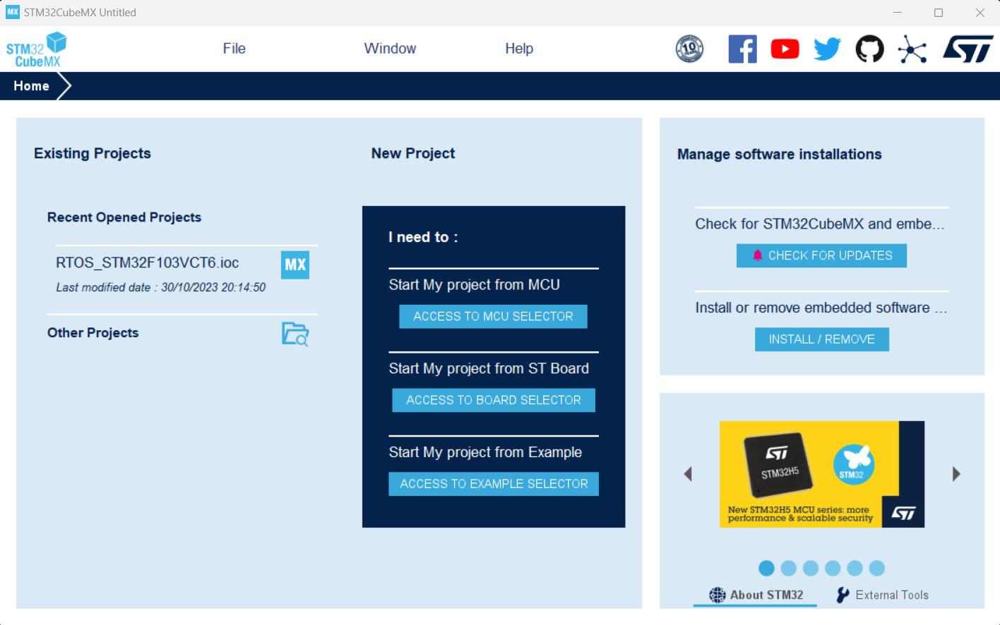 MX STM32CubeMX Untitled
STM32
CubeMX
File
Window
Help
10
ST
Home
Existing Projects
Recent Opened Projects
RTOS_STM32F103VCT6.ioc
MX
Last modified date : 30/10/2023 20:14:50
Other Projects
New Project
I need to :
Start My project from MCU
ACCESS TO MCU SELECTOR
Start My project from ST Board
ACCESS TO BOARD SELECTOR
Start My project from Example
ACCESS TO EXAMPLE SELECTOR
Manage software installations
Check for STM32CubeMX and embe...
CHECK FOR UPDATES
Install or remove embedded software ...
INSTALL / REMOVE
ST
STM32H5
STM32
New STM32H5 MCU series: more
performance & scalable security
ST
About STM32
External Tools